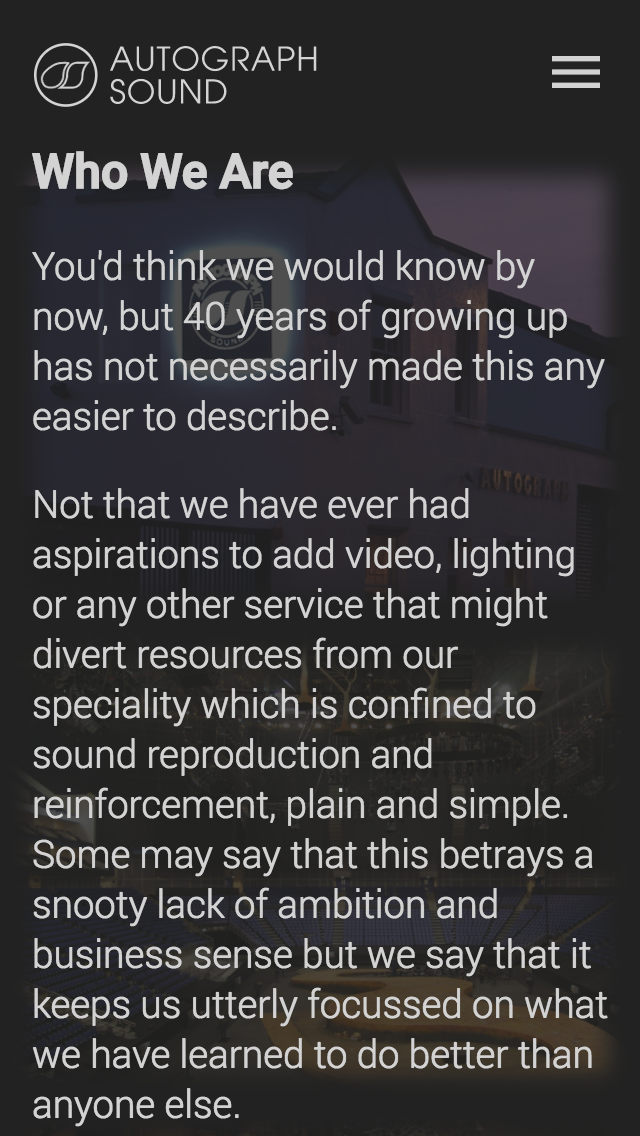 AUTOGRAPH
SOUND
Who We Are
You'd think we would know by
now, but 40 years of growing up
has not necessarily made this any
easier to describe.
AUTOGRAPH
Not that we have ever had
aspirations to add video, lighting
or any other service that might
divert resources from our
speciality which is confined to
sound reproduction and
reinforcement, plain and simple.
Some may say that this betrays a
snooty lack of ambition and
business sense but we say that it
keeps us utterly focussed on what
we have learned to do better than
anyone else.